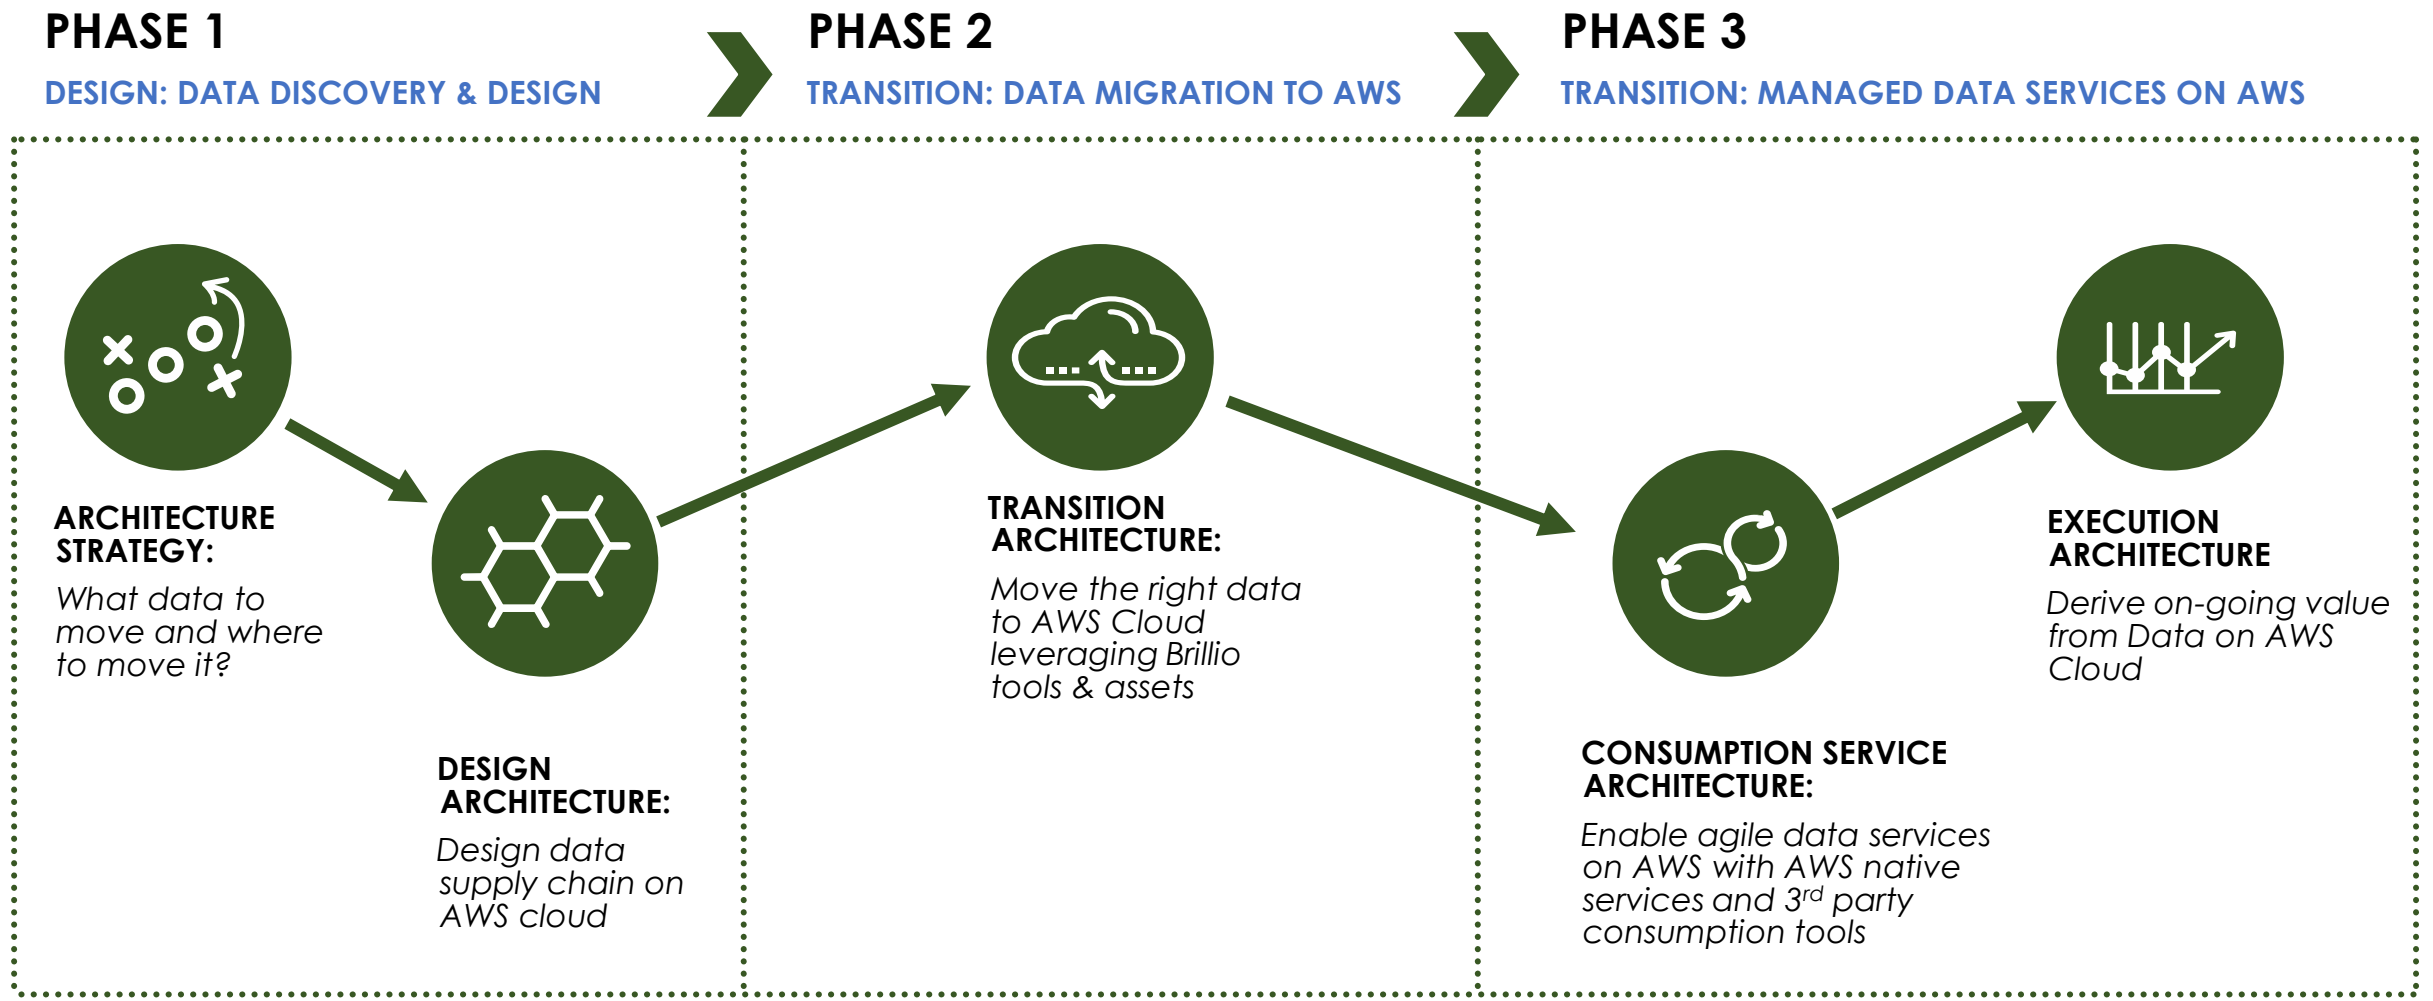 PHASE 1
DESIGN: DATA DISCOVERY & DESIGN
PHASE 2
TRANSITION: DATA MIGRATION TO AWS
PHASE 3
TRANSITION: MANAGED DATA SERVICES ON AWS
ARCHITECTURE
STRATEGY:
What data to
move and where
to move it?
DESIGN
ARCHITECTURE:
Design data
supply chain on
AWS cloud
TRANSITION
ARCHITECTURE:
Move the right data
to AWS Cloud
leveraging Brillio
tools & assets
CONSUMPTION SERVICE
ARCHITECTURE:
Enable agile data services
on AWS with AWS native
services and 3rd party
consumption tools
EXECUTION
ARCHITECTURE
Derive on-going value
from Data on AWS
Cloud